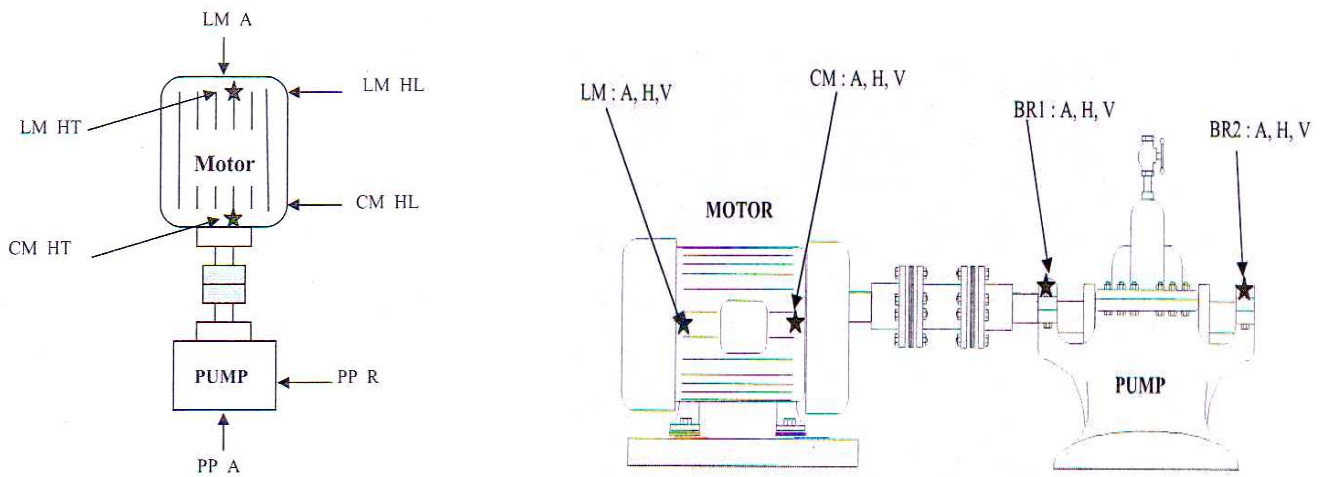 LM A
LM HL
LM HT
Motor
CM HL
CM HT
PUMP
PP R
PP A
LM : A, H,V
CM : A, H, V
BR1 : A, H, V
BR2 : A, H, V
MOTOR
PUMP